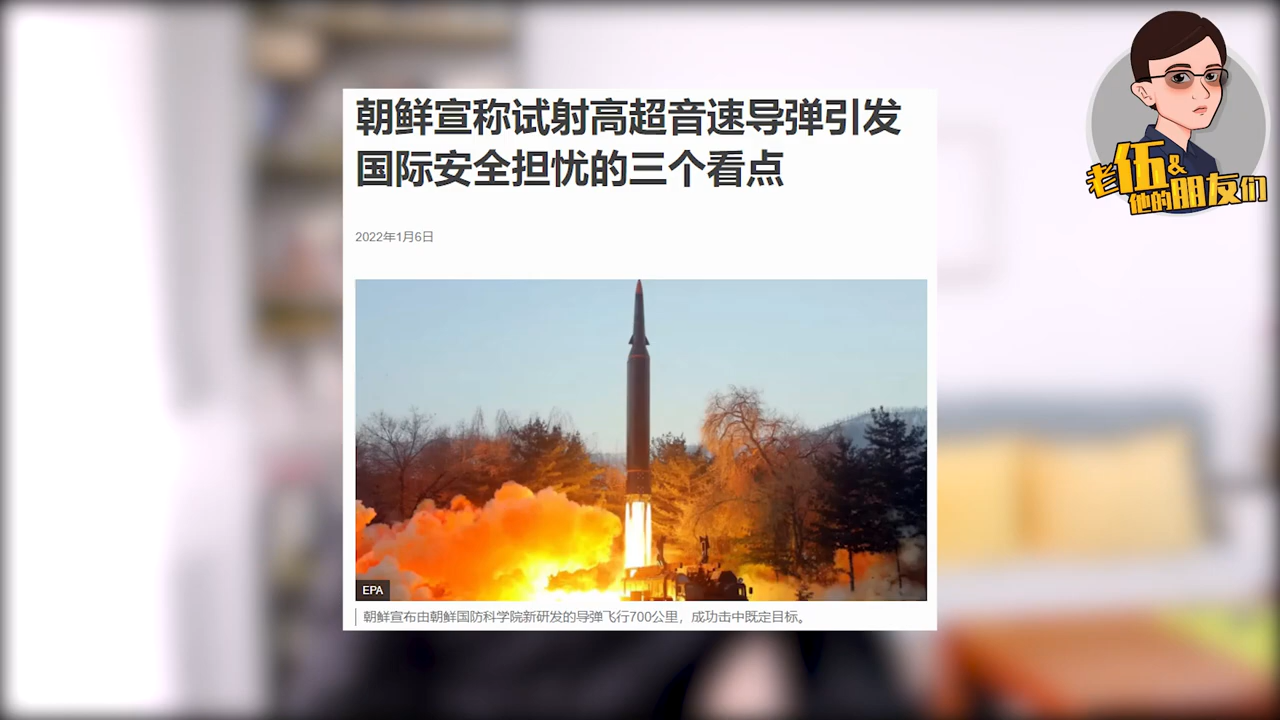 朝鲜宣称试射高超音速导弹引发
国际安全担忧的三个看点
2022年1月6日
EPA
朝鲜宣布由朝鲜国防科学院新研发的导弹飞行700公里，成功击中既定目标。
老伍&
他的朋友们